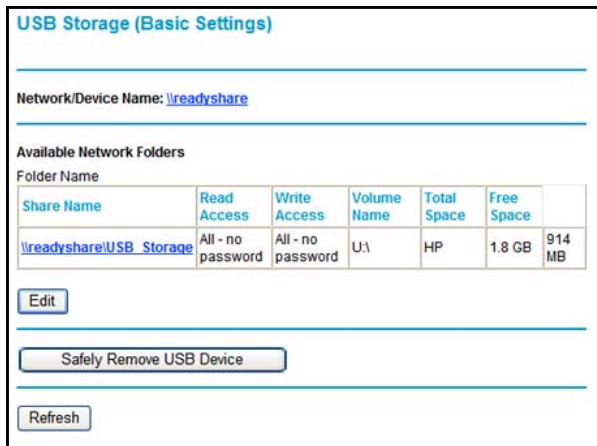 USB Storage (Basic Settings)
Network/Device Name: \\readyshare
Available Network Folders
Folder Name
Share Name Read Access Write Access Volume Name Total Space Free Space
\\readyshare\USB_Storage All - no password All - no password U:\ HP 1.8 GB 914 MB
Edit
Safely Remove USB Device
Refresh